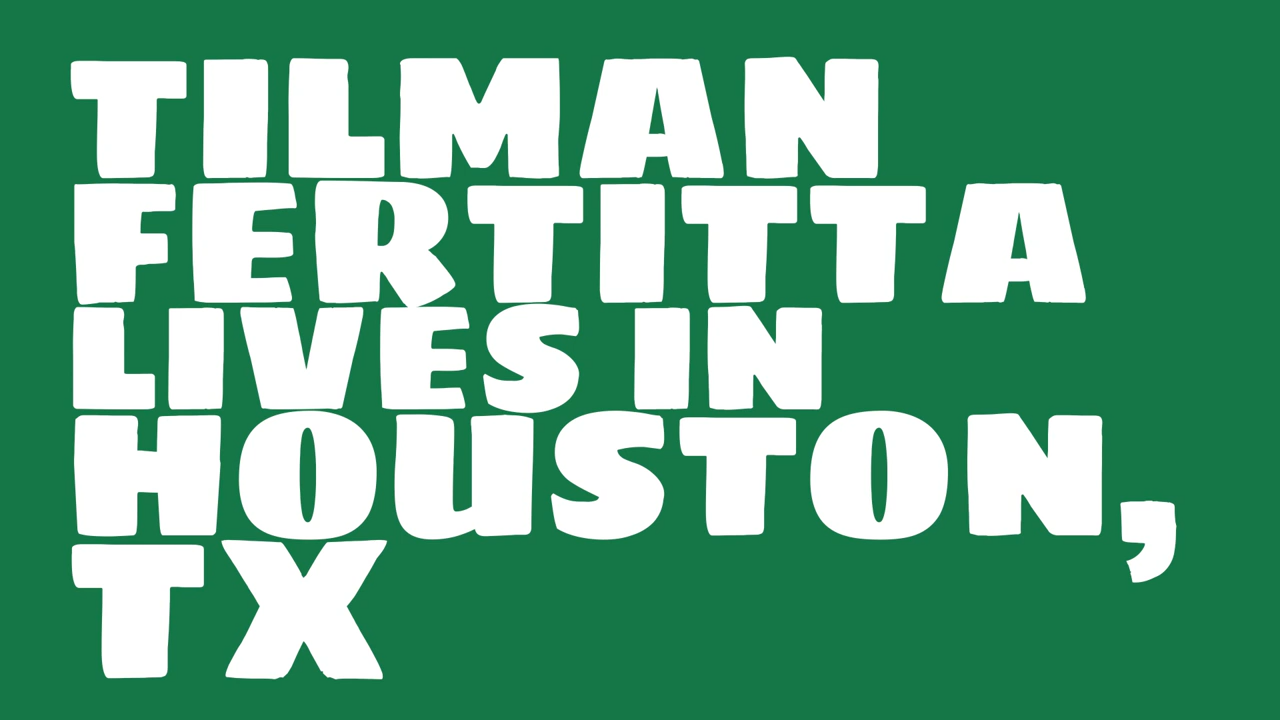 TILMAN
FERTITTA
LIVES IN
HOUSTON,
TX